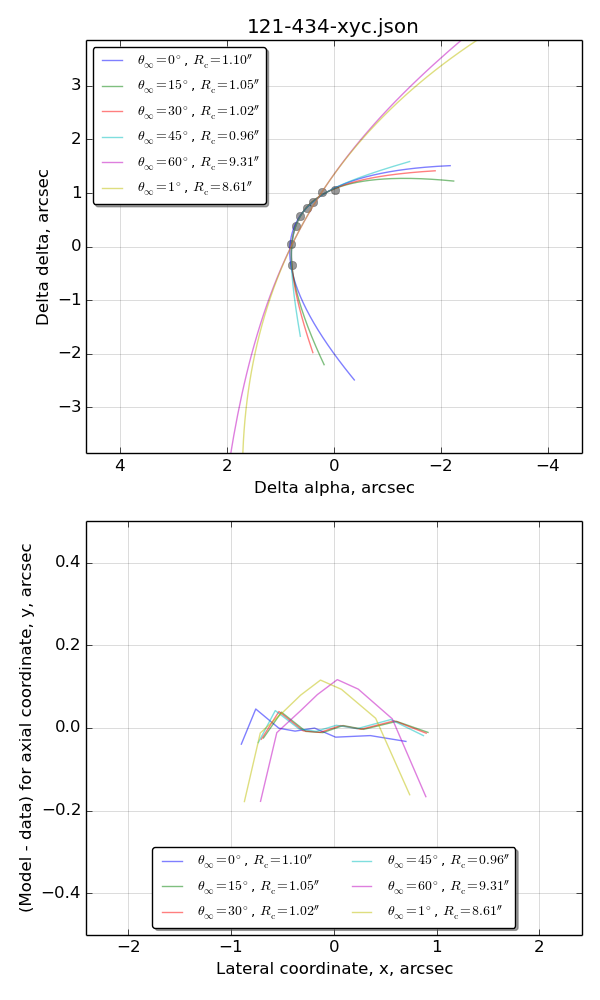 121-434-xyc.json
θ∞=0°, Rc=1.10″
θ∞=15°, Rc=1.05″
θ∞=30°, Rc=1.02″
θ∞=45°, Rc=0.96″
θ∞=60°, Rc=9.31″
θ∞=1°, Rc=8.61″
3
2
1
0
−1
−2
−3
4 2 0 −2 −4
Delta delta, arcsec
Delta alpha, arcsec
0.4
0.2
0.0
−0.2
−0.4
(Model - data) for axial coordinate, y, arcsec
θ∞=0°, Rc=1.10″ θ∞=45°, Rc=0.96″
θ∞=15°, Rc=1.05″ θ∞=60°, Rc=9.31″
θ∞=30°, Rc=1.02″ θ∞=1°, Rc=8.61″
−2 −1 0 1 2
Lateral coordinate, x, arcsec